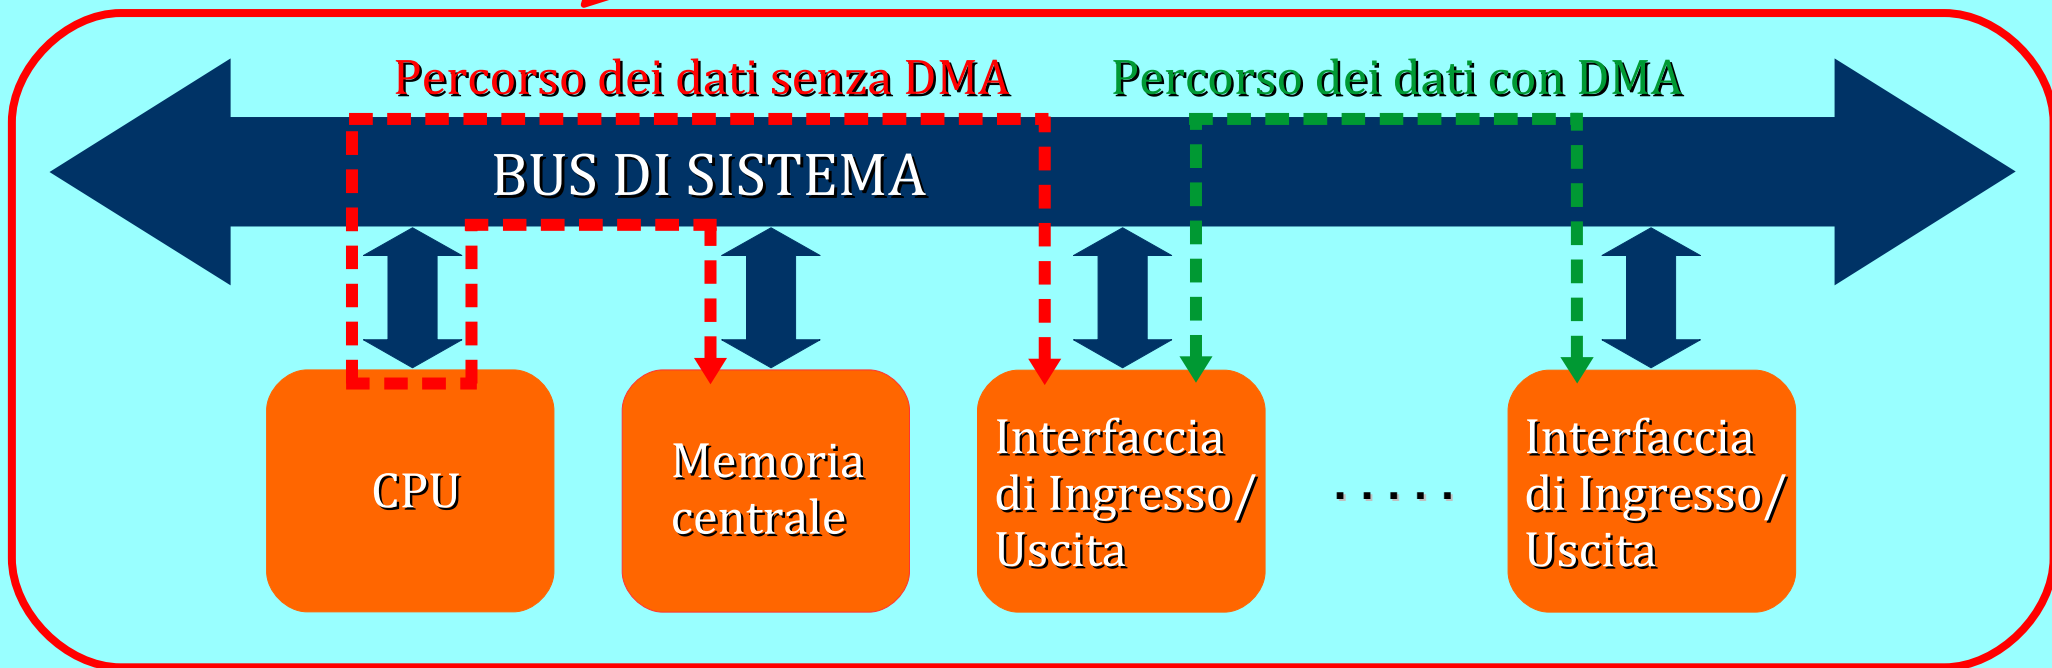 Percorso dei dati senza DMA
Percorso dei dati con DMA
BUS DI SISTEMA
CPU
Memoria
centrale
Interfaccia
di Ingresso/
Uscita
.....
Interfaccia
di Ingresso/
Uscita